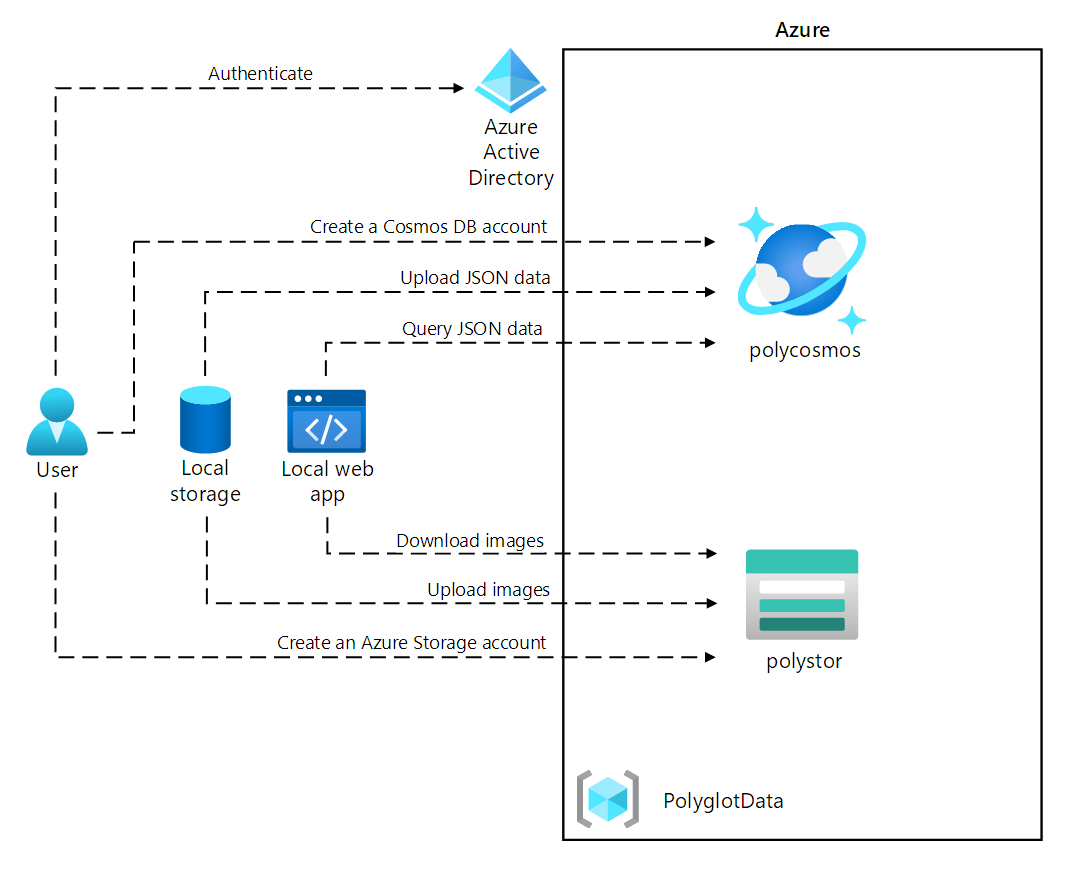 Azure
Authenticate
Azure
Active
Directory
Create a Cosmos DB account
Upload JSON data
Query JSON data
polycosmos
User
Local
storage
Local web
app
Download images
Upload images
Create an Azure Storage account
polystor
PolyglotData